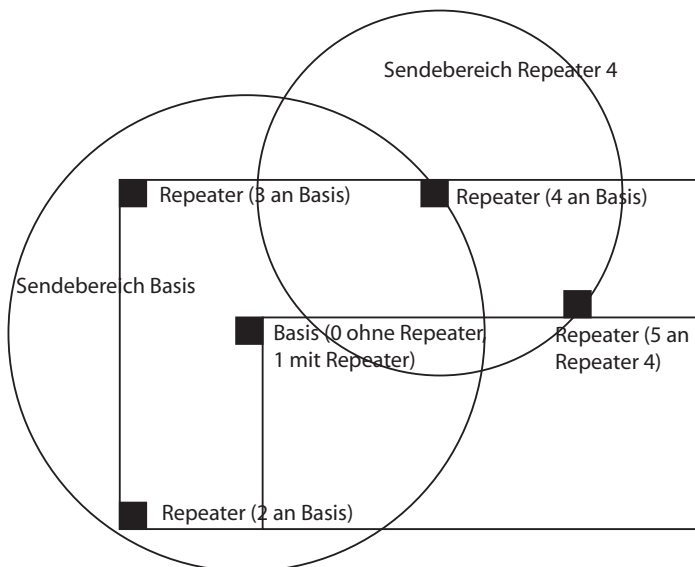 Sendebereich Repeater 4
Repeater (3 an Basis)
Repeater (4 an Basis)
Sendebereich Basis
Basis (0 ohne Repeater,
1 mit Repeater)
Repeater (5 an
Repeater 4)
Repeater (2 an Basis)